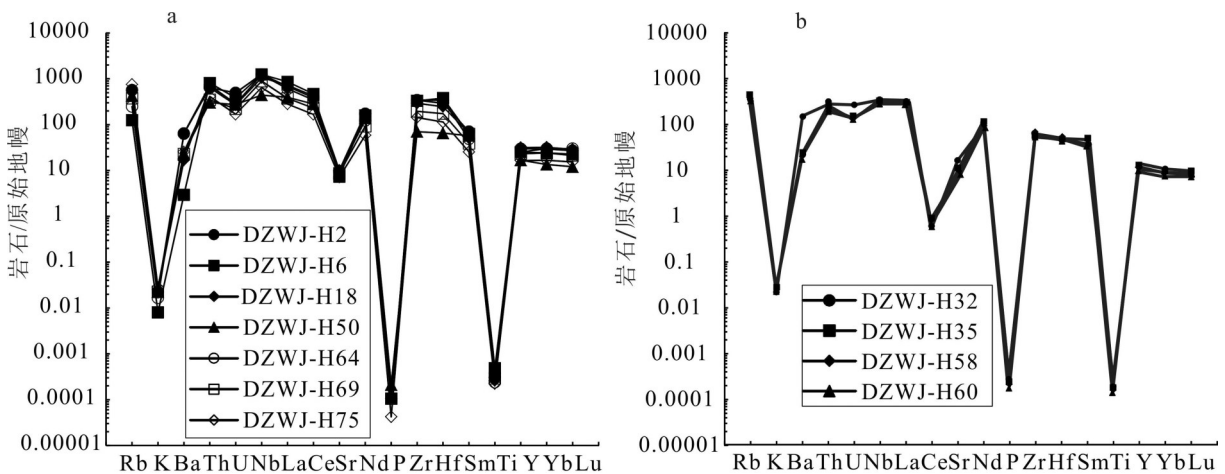 a
10000
1000
100
10
1
0.1
0.01
0.001
0.0001
0.00001
岩石/原始地幔
DZWJ-H2
DZWJ-H6
DZWJ-H18
DZWJ-H50
DZWJ-H64
DZWJ-H69
DZWJ-H75
Rb K Ba Th U Nb La Ce Sr Nd P Zr Hf Sm Ti Y Yb Lu
b
10000
1000
100
10
1
0.1
0.01
0.001
0.0001
0.00001
岩石/原始地幔
DZWJ-H32
DZWJ-H35
DZWJ-H58
DZWJ-H60
Rb K Ba Th U Nb La Ce Sr Nd P Zr Hf Sm Ti Y Yb Lu